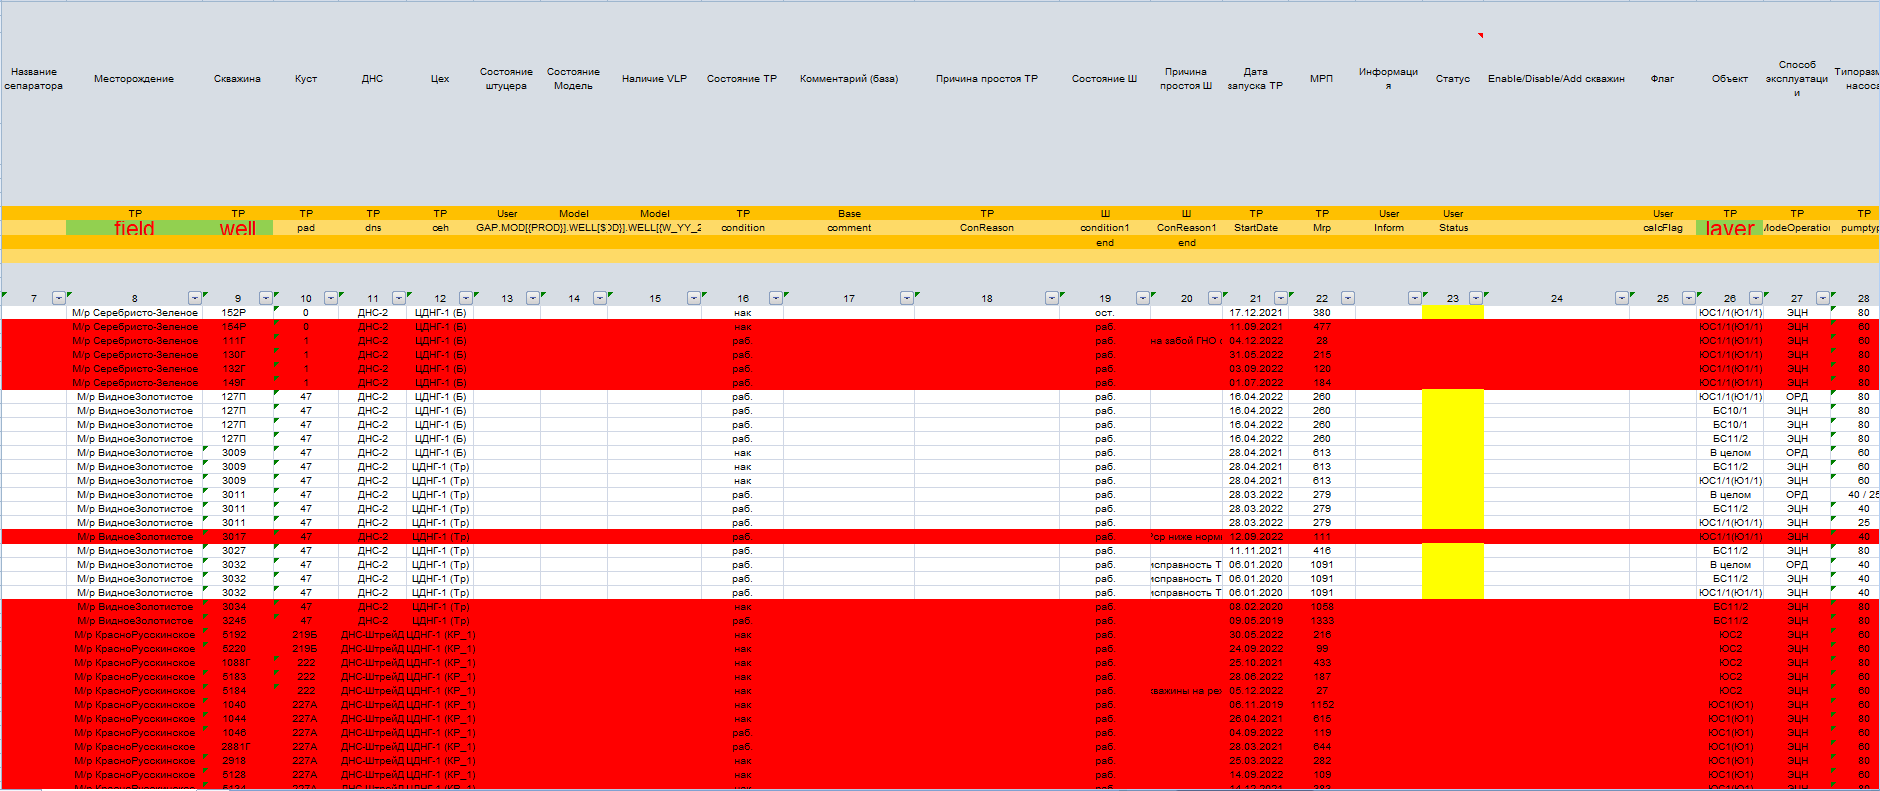 Название сепаратора Месторождение Скважина Куст ДНС Цех Состояние штуцера Состояние Модель Наличие VLP Состояние ТР Комментарий (база) Причина простоя ТР Состояние Ш Причина простоя Ш Дата запуска ТР МРП Информация Статус Enable/Disable/Add скважин Флаг Объект Способ эксплуатации
ТР ТР ТР ТР ТР User Model Model ТР Base ТР Ш Ш ТР ТР User User User ТР ТР ТР
field well pad dns ceh GAP.MOD[{PROD}].WELL[$ OD}].WELL[{W_YY_2 condition comment ConReason condition1 ConReason1 StartDate Mrp Inform Status calcFlag layer ModeOperation pumptyp
end end
7 8 9 10 11 12 13 14 15 16 17 18 19 20 21 22 23 24 25 26 27 28
М/р Серебристо-Зеленое 152Р 0 ДНС-2 ЦДНГ-1 (Б) нак ост. 17.12.2021 380 ЮС1/1(Ю1/1) ЭЦН 80
М/р Серебристо-Зеленое 154Р 0 ДНС-2 ЦДНГ-1 (Б) раб. раб. 11.09.2021 477 ЮС1/1(Ю1/1) ЭЦН 60
М/р Серебристо-Зеленое 111Г 1 ДНС-2 ЦДНГ-1 (Б) раб. раб. на забой ГНО 04.12.2022 28 ЮС1/1(Ю1/1) ЭЦН 60
М/р Серебристо-Зеленое 130Г 1 ДНС-2 ЦДНГ-1 (Б) раб. раб. 31.05.2022 215 ЮС1/1(Ю1/1) ЭЦН 80
М/р Серебристо-Зеленое 132Г 1 ДНС-2 ЦДНГ-1 (Б) раб. раб. 03.09.2022 120 ЮС1/1(Ю1/1) ЭЦН 80
М/р Серебристо-Зеленое 149Г 1 ДНС-2 ЦДНГ-1 (Б) раб. раб. 01.07.2022 184 ЮС1/1(Ю1/1) ЭЦН 80
М/р ВидноеЗолотистое 127П 47 ДНС-2 ЦДНГ-1 (Б) раб. раб. 16.04.2022 260 ЮС1/1(Ю1/1) ОРД 80
М/р ВидноеЗолотистое 127П 47 ДНС-2 ЦДНГ-1 (Б) раб. раб. 16.04.2022 260 БС10/1 ЭЦН 80
М/р ВидноеЗолотистое 127П 47 ДНС-2 ЦДНГ-1 (Б) раб. раб. 16.04.2022 260 БС10/1 ЭЦН 80
М/р ВидноеЗолотистое 127П 47 ДНС-2 ЦДНГ-1 (Б) раб. раб. 16.04.2022 260 БС11/2 ЭЦН 80
М/р ВидноеЗолотистое 3009 47 ДНС-2 ЦДНГ-1 (Б) нак раб. 28.04.2021 613 В целом ОРД 60
М/р ВидноеЗолотистое 3009 47 ДНС-2 ЦДНГ-1 (Тр) нак раб. 28.04.2021 613 БС11/2 ЭЦН 60
М/р ВидноеЗолотистое 3009 47 ДНС-2 ЦДНГ-1 (Тр) нак раб. 28.04.2021 613 ЮС1/1(Ю1/1) ЭЦН 60
М/р ВидноеЗолотистое 3011 47 ДНС-2 ЦДНГ-1 (Тр) раб. раб. 28.03.2022 279 В целом ОРД 40 / 25
М/р ВидноеЗолотистое 3011 47 ДНС-2 ЦДНГ-1 (Тр) раб. раб. 28.03.2022 279 БС11/2 ЭЦН 40
М/р ВидноеЗолотистое 3011 47 ДНС-2 ЦДНГ-1 (Тр) раб. раб. 28.03.2022 279 ЮС1/1(Ю1/1) ЭЦН 25
М/р ВидноеЗолотистое 3017 47 ДНС-2 ЦДНГ-1 (Тр) раб. раб. ниже норм 12.09.2022 111 ЮС1/1(Ю1/1) ЭЦН 40
М/р ВидноеЗолотистое 3027 47 ДНС-2 ЦДНГ-1 (Тр) раб. раб. 11.11.2021 416 БС11/2 ЭЦН 80
М/р ВидноеЗолотистое 3032 47 ДНС-2 ЦДНГ-1 (Тр) раб. раб. исправность Т 06.01.2020 1091 В целом ОРД 40
М/р ВидноеЗолотистое 3032 47 ДНС-2 ЦДНГ-1 (Тр) раб. раб. исправность Т 06.01.2020 1091 БС11/2 ЭЦН 40
М/р ВидноеЗолотистое 3032 47 ДНС-2 ЦДНГ-1 (Тр) раб. раб. исправность Т 06.01.2020 1091 ЮС1/1(Ю1/1) ЭЦН 40
М/р ВидноеЗолотистое 3034 47 ДНС-2 ЦДНГ-1 (Тр) нак раб. 08.02.2020 1058 БС11/2 ЭЦН 80
М/р ВидноеЗолотистое 3245 47 ДНС-2 ЦДНГ-1 (Тр) раб. раб. 09.05.2019 1333 БС11/2 ЭЦН 80
М/р КрасноРусскинское 5192 219Б ДНС-ШтрейД ЦДНГ-1 (КР_1) нак раб. 30.05.2022 216 ЮС2 ЭЦН 60
М/р КрасноРусскинское 5220 219Б ДНС-ШтрейД ЦДНГ-1 (КР_1) нак раб. 24.09.2022 99 ЮС2 ЭЦН 60
М/р КрасноРусскинское 1088Г 222 ДНС-ШтрейД ЦДНГ-1 (КР_1) нак раб. 25.10.2021 433 ЮС2 ЭЦН 80
М/р КрасноРусскинское 5183 222 ДНС-ШтрейД ЦДНГ-1 (КР_1) нак раб. 28.06.2022 187 ЮС2 ЭЦН 60
М/р КрасноРусскинское 5184 222 ДНС-ШтрейД ЦДНГ-1 (КР_1) нак раб. кважины на ре 05.12.2022 27 ЮС2 ЭЦН 60
М/р КрасноРусскинское 1040 227А ДНС-ШтрейД ЦДНГ-1 (КР_1) нак раб. 06.11.2019 1152 ЮС1(Ю1) ЭЦН 60
М/р КрасноРусскинское 1044 227А ДНС-ШтрейД ЦДНГ-1 (КР_1) нак раб. 26.04.2021 615 ЮС1(Ю1) ЭЦН 80
М/р КрасноРусскинское 1046 227А ДНС-ШтрейД ЦДНГ-1 (КР_1) раб. раб. 04.09.2022 119 ЮС1(Ю1) ЭЦН 60
М/р КрасноРусскинское 2881Г 227А ДНС-ШтрейД ЦДНГ-1 (КР_1) раб. раб. 28.03.2021 644 ЮС1(Ю1) ЭЦН 60
М/р КрасноРусскинское 2918 227А ДНС-ШтрейД ЦДНГ-1 (КР_1) нак раб. 25.03.2022 282 ЮС1(Ю1) ЭЦН 60
М/р КрасноРусскинское 5128 227А ДНС-ШтрейД ЦДНГ-1 (КР_1) нак раб. 14.09.2022 109 ЮС1(Ю1) ЭЦН 60